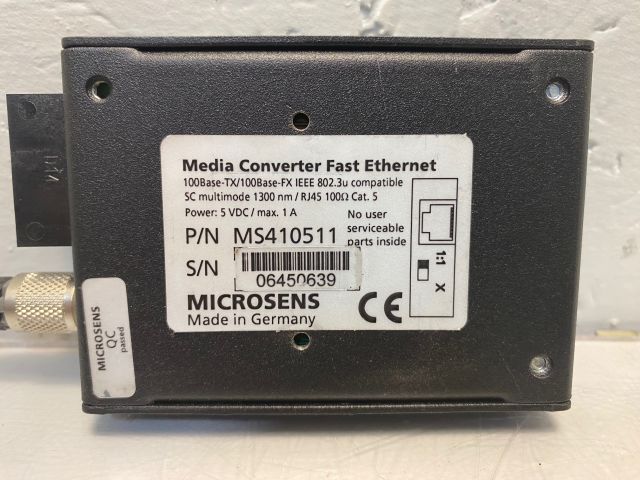 Media Converter Fast Ethernet
100Base-TX/100Base-FX IEEE 802.3u compatible
SC multimode 1300 nm / RJ45 100Ω Cat. 5
Power: 5 VDC / max. 1 A
No user
serviceable
parts inside
P/N MS410511
S/N 06450639
MICROSENS
Made in Germany
CE
1:1 X
MICROSENS
QC
passed